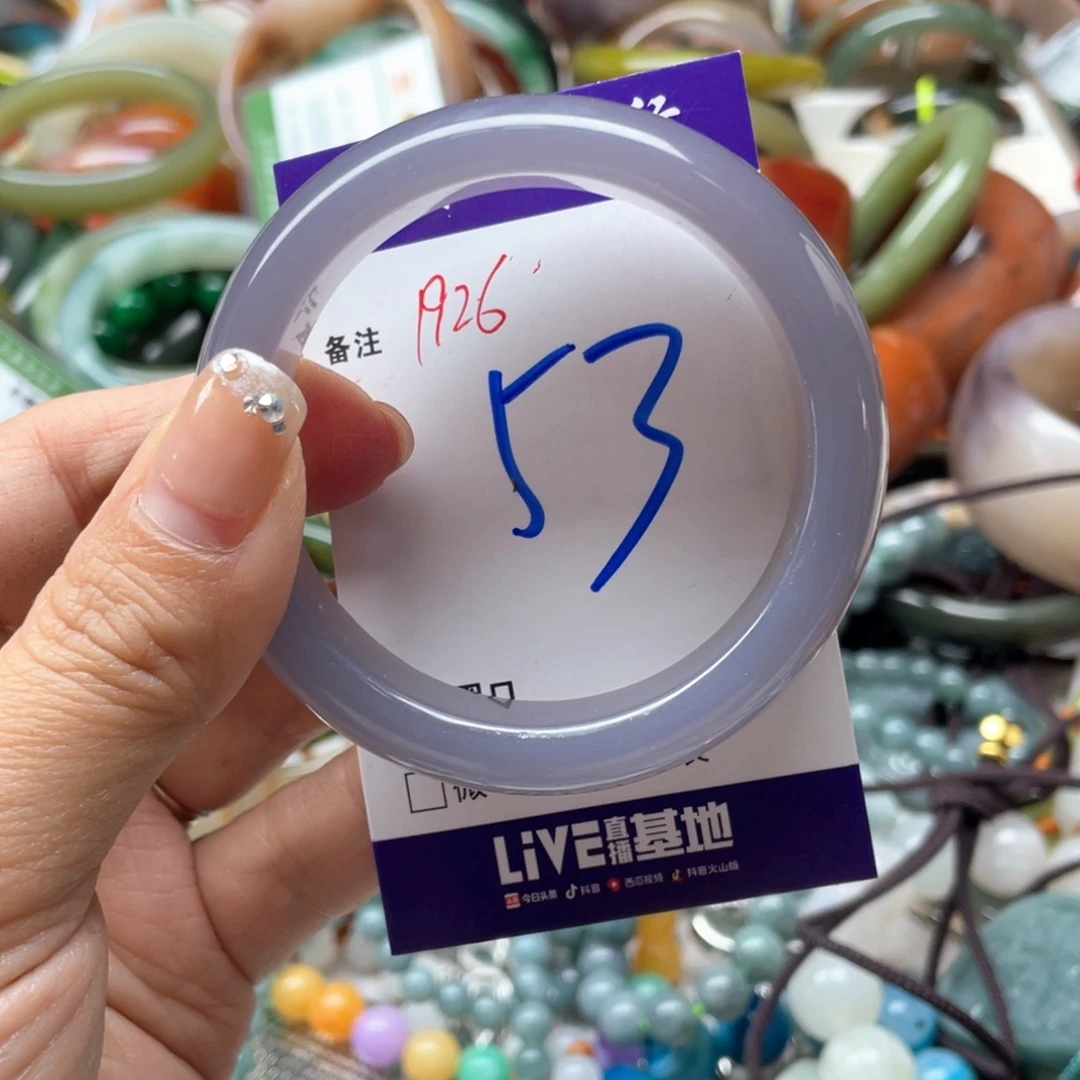 备注 1926
53
LiVE直播基地
今日头条 抖音 西瓜视频 抖音火山版